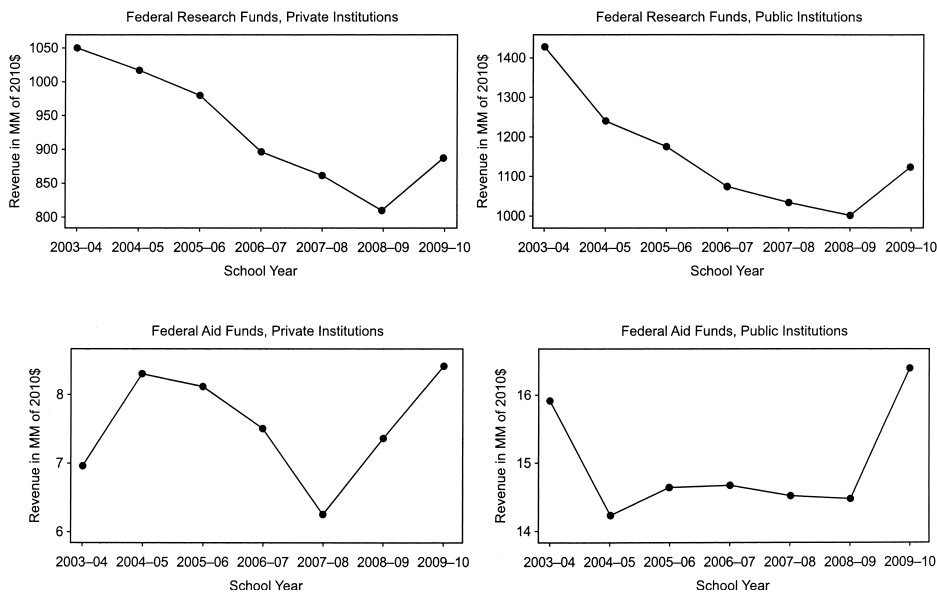 Federal Research Funds, Private Institutions
Revenue in MM of 2010$
1050
1000
950
900
850
800
2003–04 2004–05 2005–06 2006–07 2007–08 2008–09 2009–10
School Year
Federal Research Funds, Public Institutions
Revenue in MM of 2010$
1400
1300
1200
1100
1000
2003–04 2004–05 2005–06 2006–07 2007–08 2008–09 2009–10
School Year
Federal Aid Funds, Private Institutions
Revenue in MM of 2010$
8
7
6
2003–04 2004–05 2005–06 2006–07 2007–08 2008–09 2009–10
School Year
Federal Aid Funds, Public Institutions
Revenue in MM of 2010$
16
15
14
2003–04 2004–05 2005–06 2006–07 2007–08 2008–09 2009–10
School Year